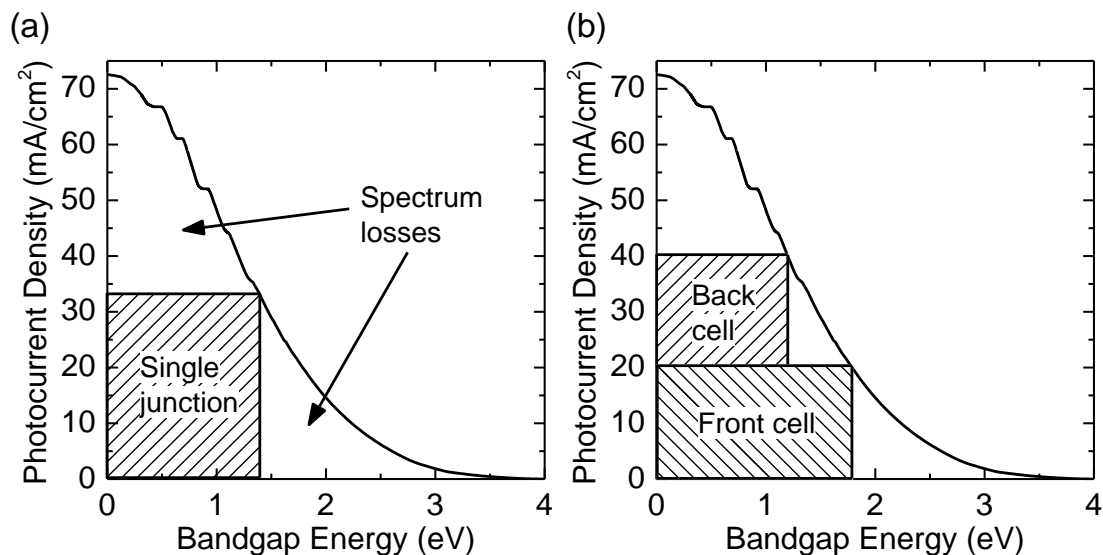 (a)
Photocurrent Density (mA/cm²)
70
60
50
40
30
20
10
0
Spectrum
losses
Single
junction
0 1 2 3 4
Bandgap Energy (eV)
(b)
Photocurrent Density (mA/cm²)
70
60
50
40
30
20
10
0
Back
cell
Front cell
0 1 2 3 4
Bandgap Energy (eV)